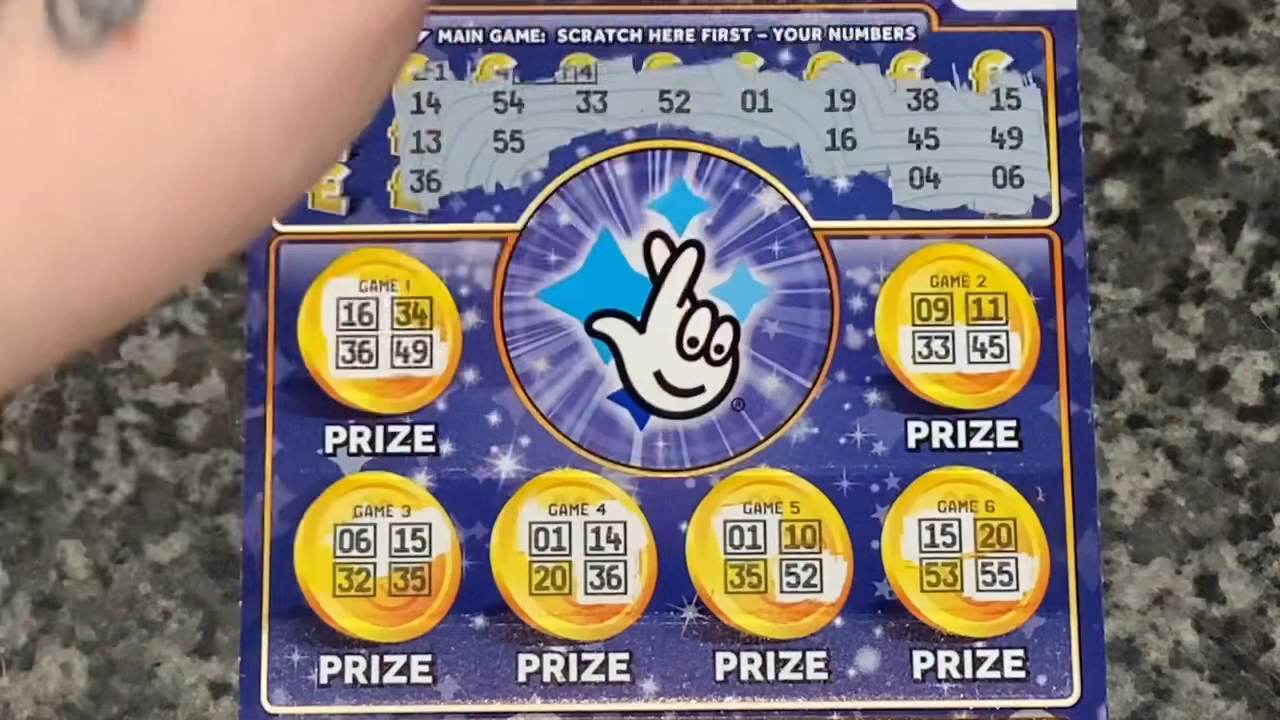 MAIN GAME: SCRATCH HERE FIRST – YOUR NUMBERS
14 54 33 52 01 19 38 15
13 55 16 45 49
36 04 06
GAME 1
16 34
36 49
PRIZE
GAME 2
09 11
33 45
PRIZE
GAME 3
06 15
32 35
PRIZE
GAME 4
01 14
20 36
PRIZE
GAME 5
01 10
35 52
PRIZE
GAME 6
15 20
53 55
PRIZE
®